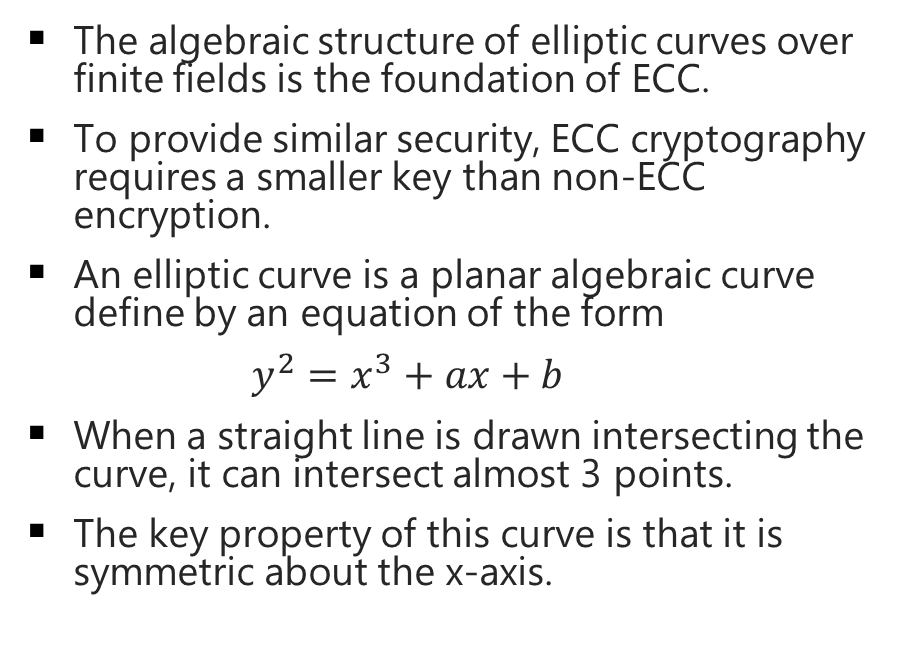 ▪ The algebraic structure of elliptic curves over
finite fields is the foundation of ECC.
▪ To provide similar security, ECC cryptography
requires a smaller key than non-ECC
encryption.
▪ An elliptic curve is a planar algebraic curve
define by an equation of the form
y² = x³ + ax + b
▪ When a straight line is drawn intersecting the
curve, it can intersect almost 3 points.
▪ The key property of this curve is that it is
symmetric about the x-axis.